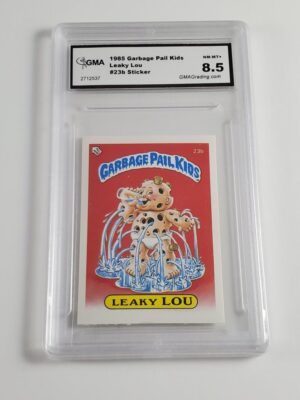 GMA
1985 Garbage Pail Kids
Leaky Lou
#23b Sticker
2712537
NM-MT+
8.5
GMAGrading.com
23b
GARBAGE PAIL KIDS
LEAKY LOU